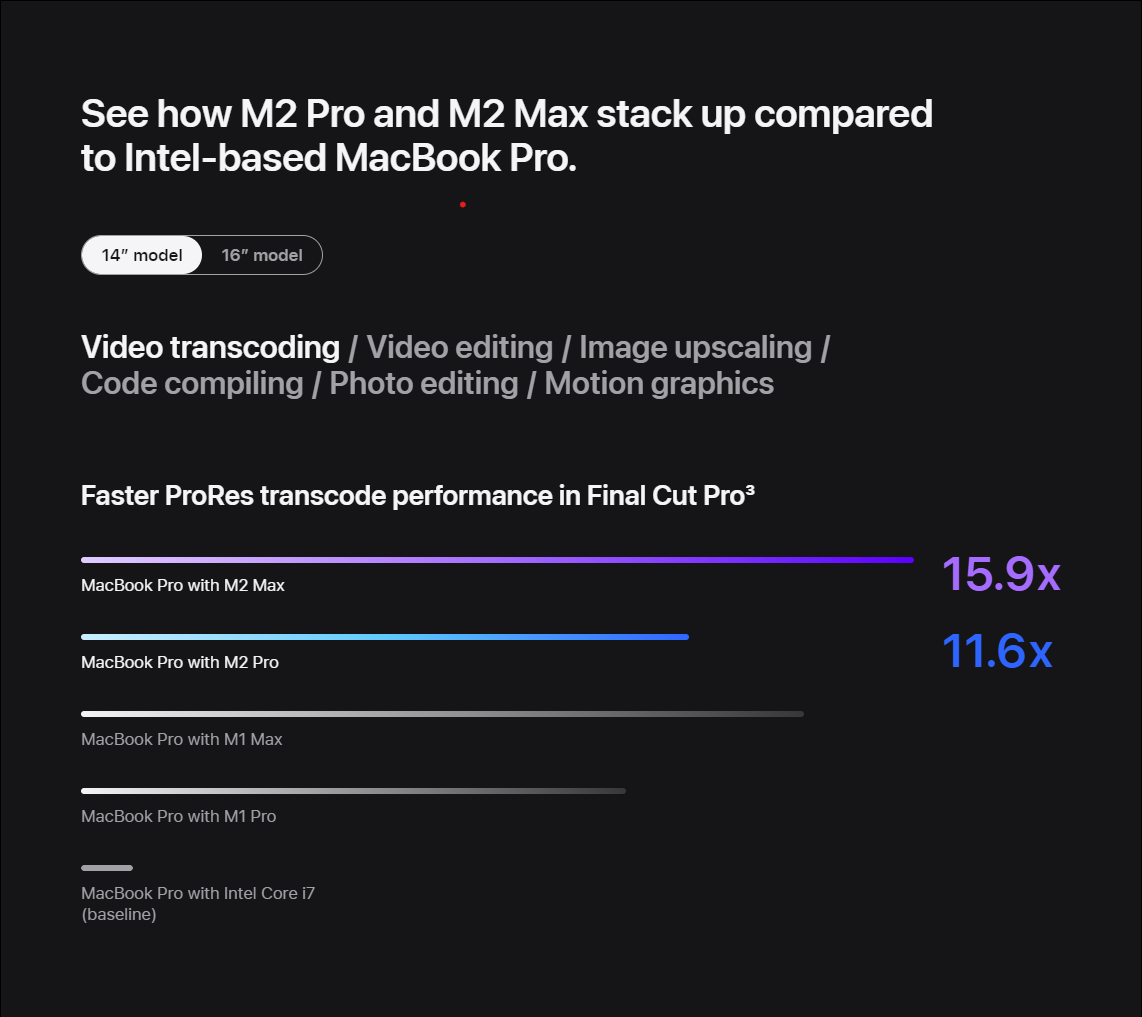 See how M2 Pro and M2 Max stack up compared
to Intel-based MacBook Pro.
14” model 16” model
Video transcoding / Video editing / Image upscaling /
Code compiling / Photo editing / Motion graphics
Faster ProRes transcode performance in Final Cut Pro³
15.9x
MacBook Pro with M2 Max
11.6x
MacBook Pro with M2 Pro
MacBook Pro with M1 Max
MacBook Pro with M1 Pro
MacBook Pro with Intel Core i7
(baseline)